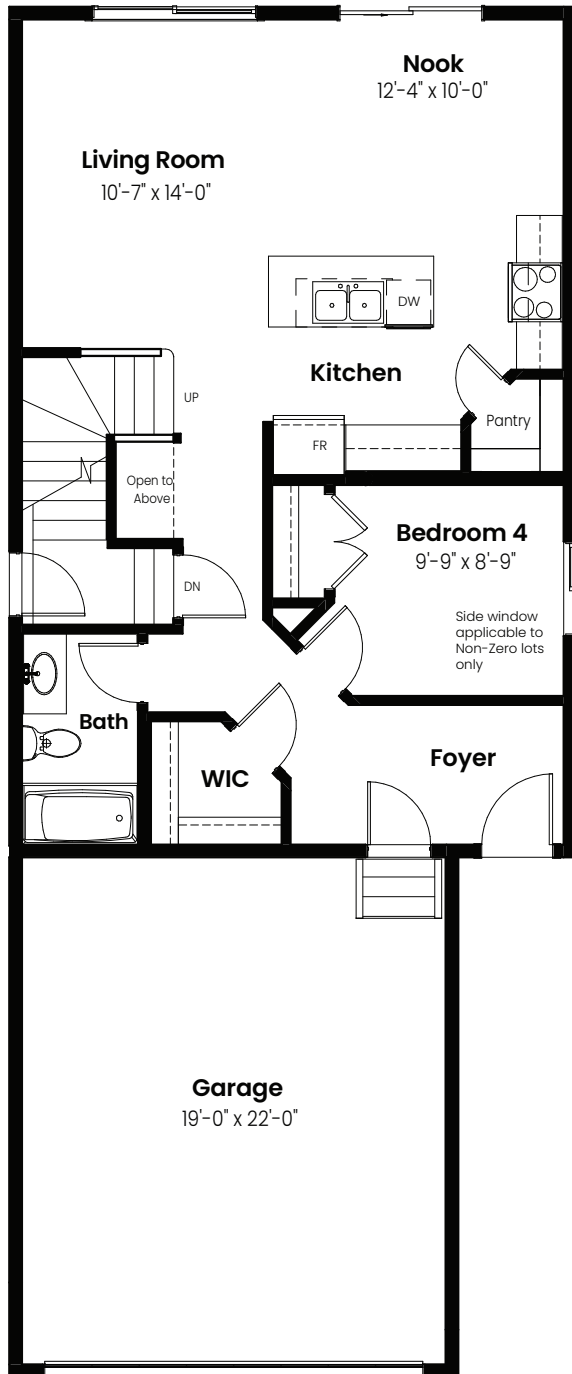 Nook
12'-4" x 10'-0"
Living Room
10'-7" x 14'-0"
DW
Kitchen
UP
Pantry
FR
Open to
Above
Bedroom 4
9'-9" x 8'-9"
DN
Side window
applicable to
Non-Zero lots
only
Bath
WIC
Foyer
Garage
19'-0" x 22'-0"